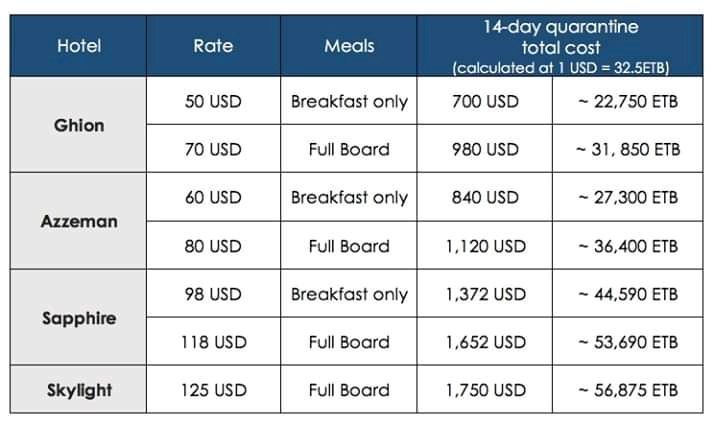 Hotel Rate Meals 14-day quarantine
total cost
(calculated at 1 USD = 32.5ETB)
Ghion
50 USD Breakfast only 700 USD ~ 22,750 ETB
70 USD Full Board 980 USD ~ 31, 850 ETB
Azzeman
60 USD Breakfast only 840 USD ~ 27,300 ETB
80 USD Full Board 1,120 USD ~ 36,400 ETB
Sapphire
98 USD Breakfast only 1,372 USD ~ 44,590 ETB
118 USD Full Board 1,652 USD ~ 53,690 ETB
Skylight 125 USD Full Board 1,750 USD ~ 56,875 ETB